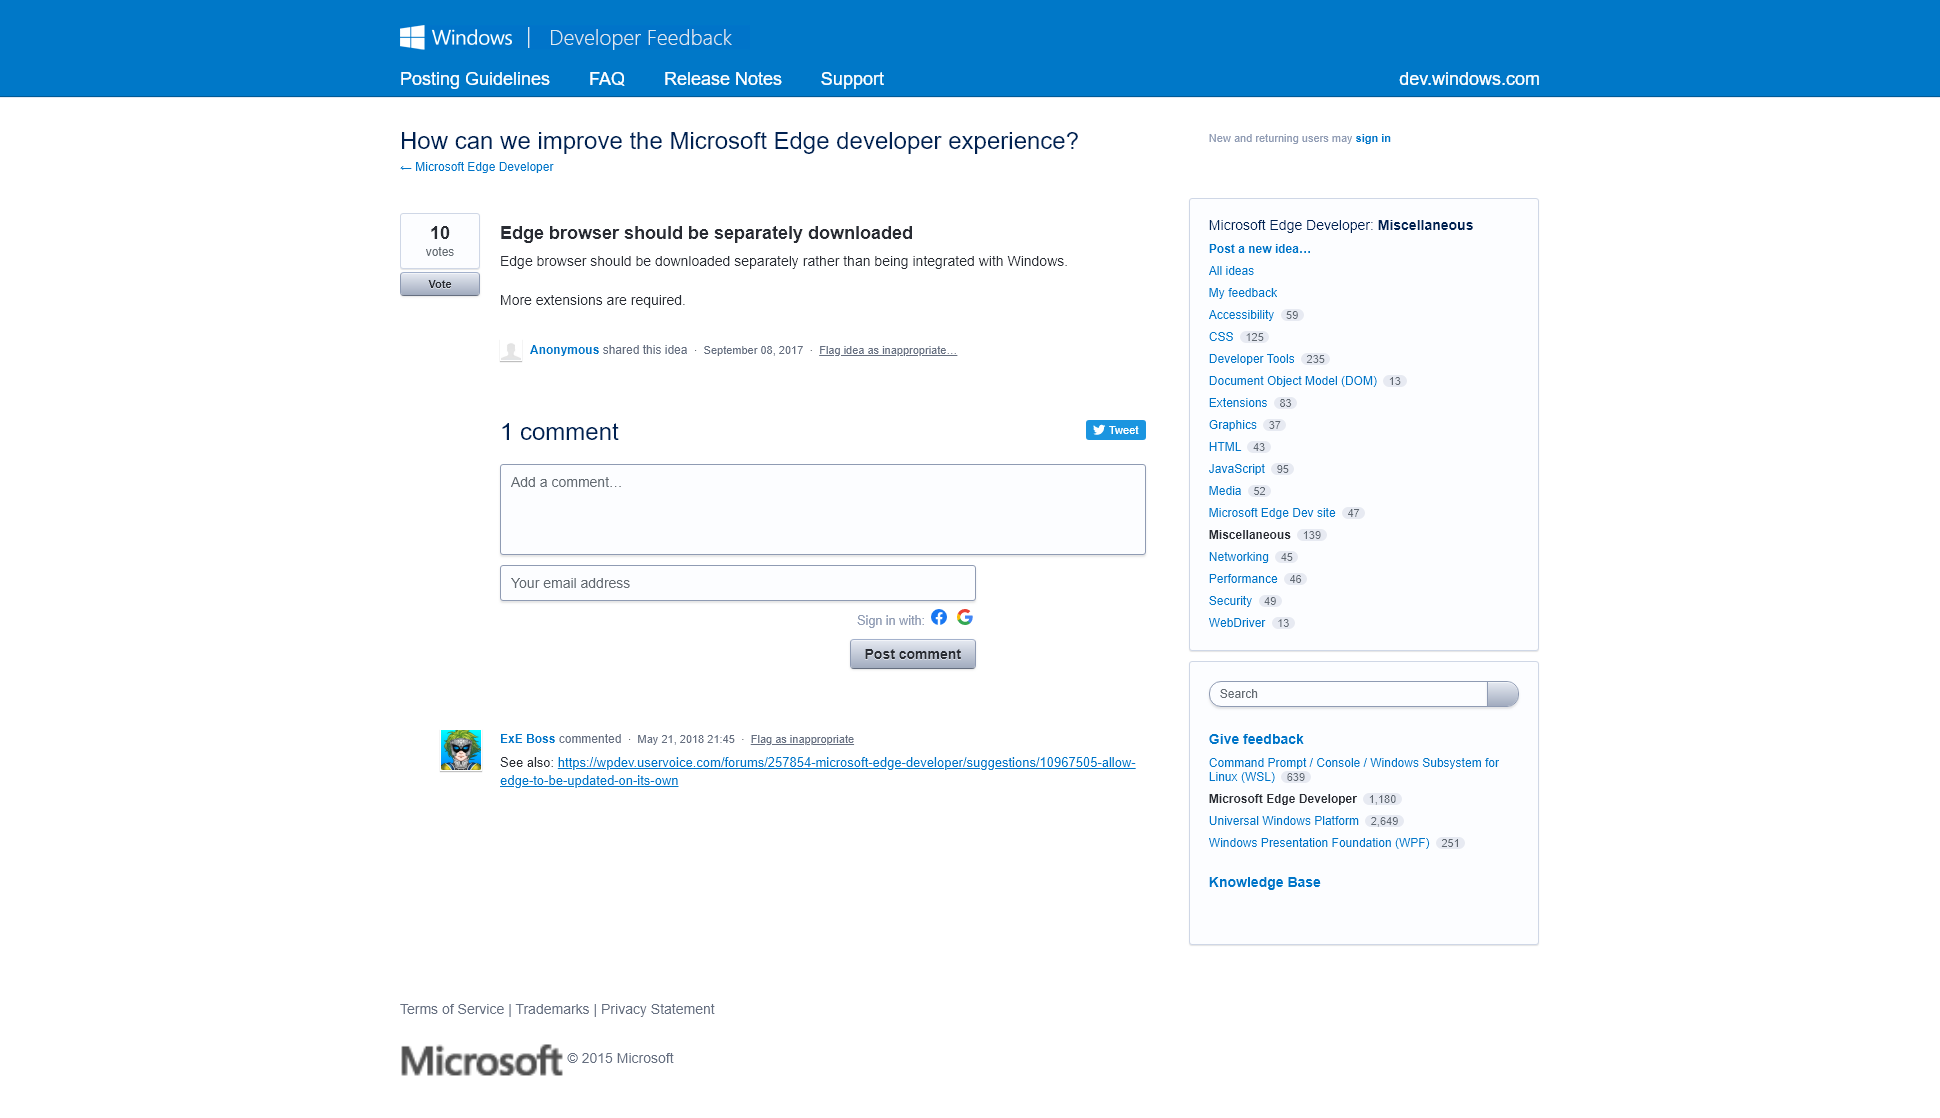 Windows | Developer Feedback
Posting Guidelines FAQ Release Notes Support dev.windows.com
How can we improve the Microsoft Edge developer experience?
← Microsoft Edge Developer
New and returning users may sign in
10
votes
Vote
Edge browser should be separately downloaded
Edge browser should be downloaded separately rather than being integrated with Windows.
More extensions are required.
Anonymous shared this idea · September 08, 2017 · Flag idea as inappropriate…
1 comment
Tweet
Add a comment…
Your email address
Sign in with:
Post comment
ExE Boss commented · May 21, 2018 21:45 · Flag as inappropriate
See also: https://wpdev.uservoice.com/forums/257854-microsoft-edge-developer/suggestions/10967505-allow-
edge-to-be-updated-on-its-own
Microsoft Edge Developer: Miscellaneous
Post a new idea…
All ideas
My feedback
Accessibility 59
CSS 125
Developer Tools 235
Document Object Model (DOM) 13
Extensions 83
Graphics 37
HTML 43
JavaScript 95
Media 52
Microsoft Edge Dev site 47
Miscellaneous 139
Networking 45
Performance 46
Security 49
WebDriver 13
Search
Give feedback
Command Prompt / Console / Windows Subsystem for
Linux (WSL) 639
Microsoft Edge Developer 1,180
Universal Windows Platform 2,649
Windows Presentation Foundation (WPF) 251
Knowledge Base
Terms of Service | Trademarks | Privacy Statement
Microsoft © 2015 Microsoft